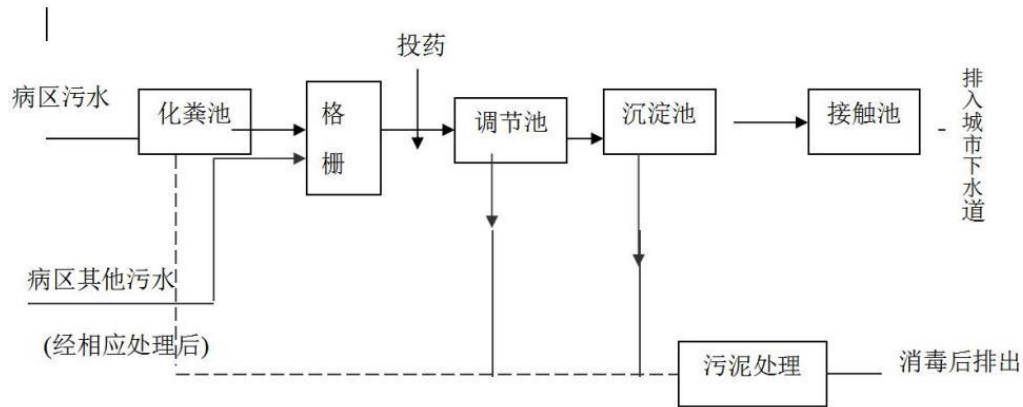 投药
病区污水
化粪池
格
栅
调节池
沉淀池
接触池
排入城市下水道
病区其他污水
(经相应处理后)
污泥处理
消毒后排出